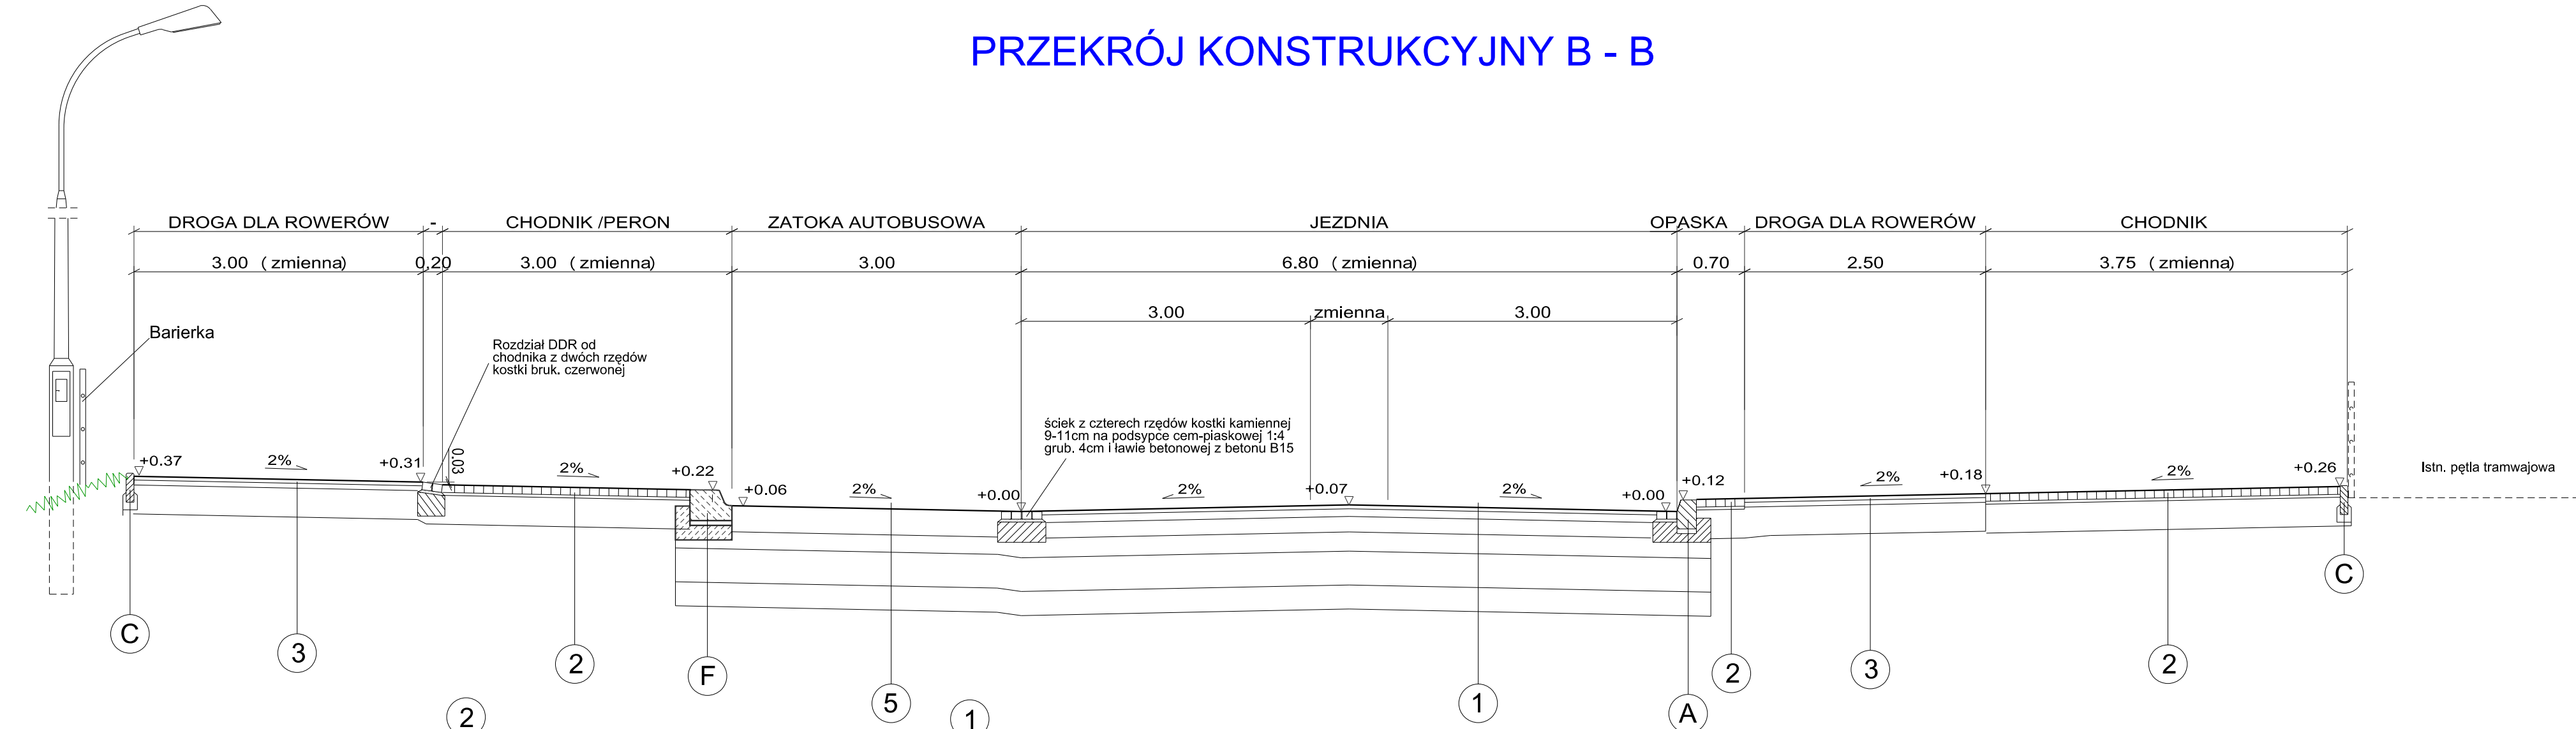 PRZEKRÓJ KONSTRUKCYJNY B - B
DROGA DLA ROWERÓW - CHODNIK /PERON ZATOKA AUTOBUSOWA JEZDNIA OPASKA DROGA DLA ROWERÓW CHODNIK
3.00 (zmienna) 0.20 3.00 (zmienna) 3.00 6.80 (zmienna) 0.70 2.50 3.75 (zmienna)
3.00 zmienna 3.00
Barierka
Rozdział DDR od
chodnika z dwóch rzędów
kostki bruk. czerwonej
ściek z czterech rzędów kostki kamiennej
9-11cm na podsypce cem-piaskowej 1:4
grub. 4cm i ławie betonowej z betonu B15
+0.37 2% +0.31 0.03 2% +0.22 +0.06 2% +0.00 2% +0.07 2% +0.00 +0.12 2% +0.18 2% +0.26
Istn. pętla tramwajowa
C 3 2 F 5 1 A 2 3 2 C
2 1